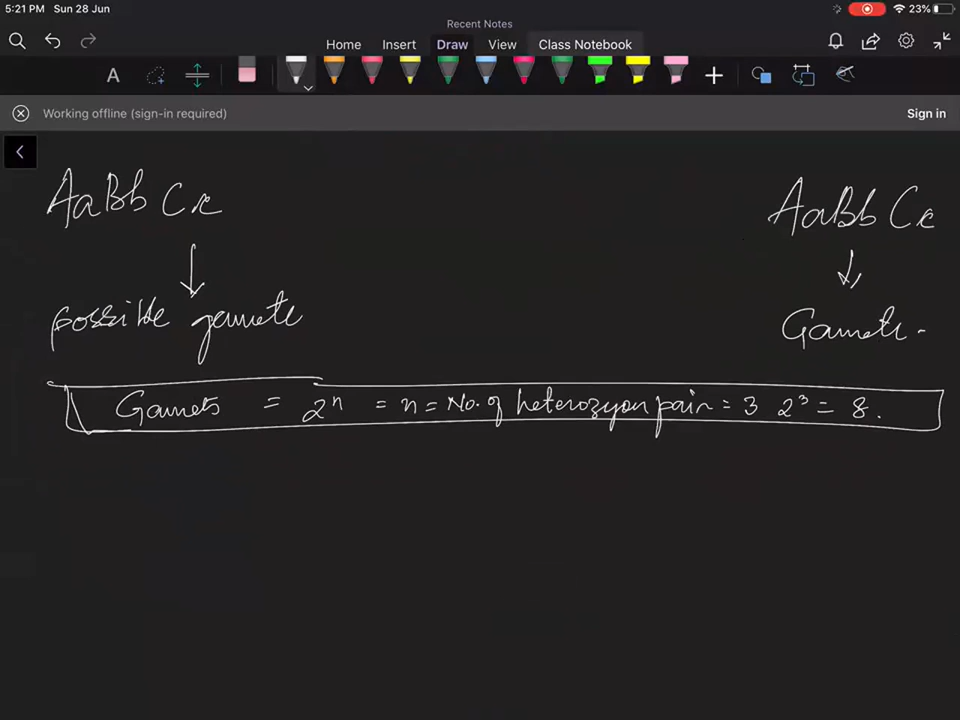 5:21 PM Sun 28 Jun 23%
Recent Notes
Home Insert Draw View Class Notebook
A
Working offline (sign-in required) Sign in
AaBb Cc AaBb Cc
possible gamete Gamete -
Gamets = 2ⁿ = n = No. of heterozygon pair = 3 2³ = 8.